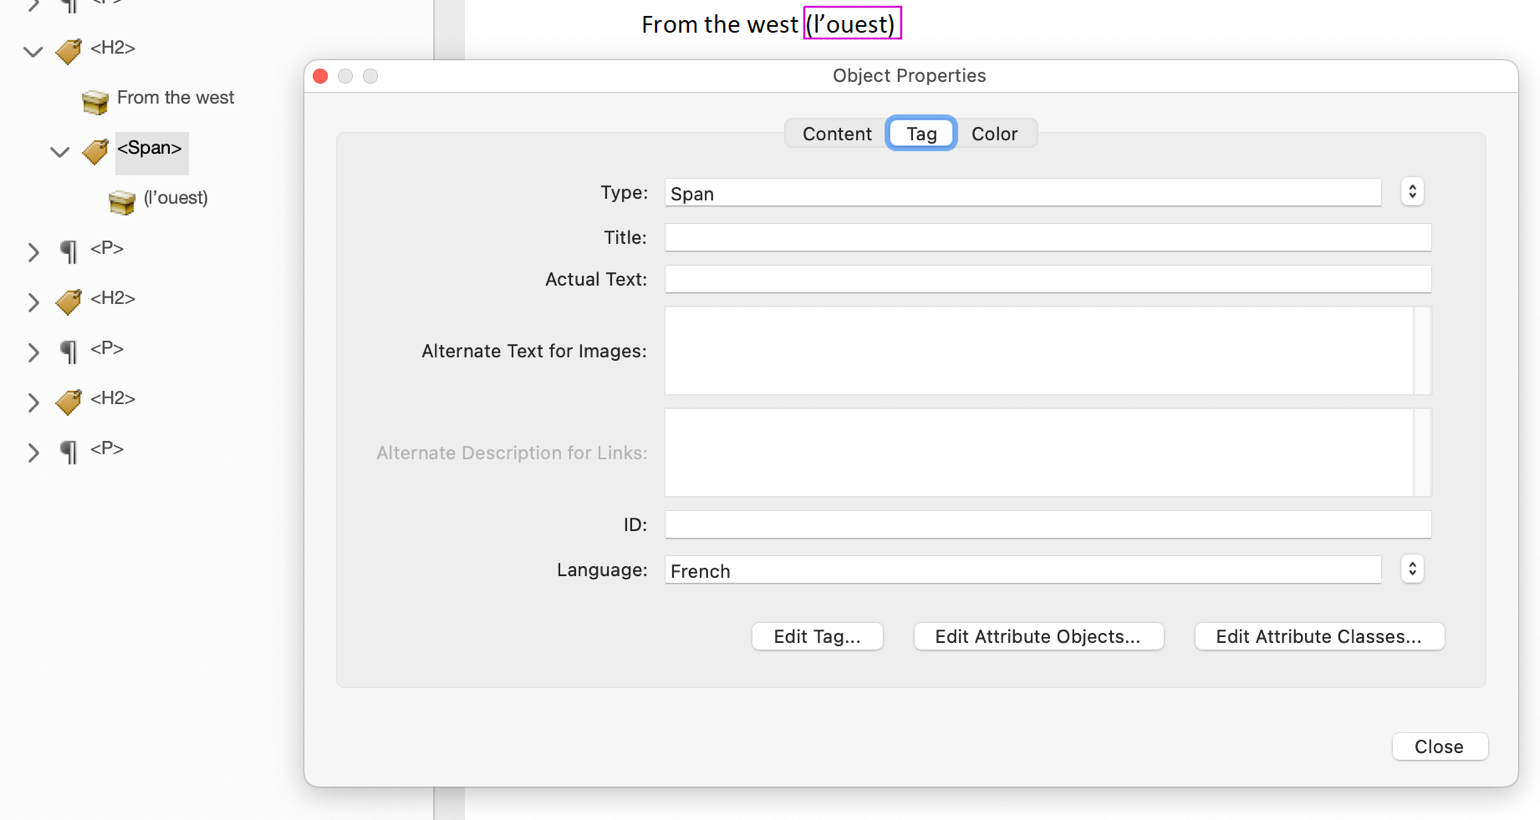 <P>
<H2>
From the west
<Span>
(l’ouest)
<P>
<H2>
<P>
<H2>
<P>
From the west (l’ouest)
Object Properties
Content Tag Color
Type: Span
Title:
Actual Text:
Alternate Text for Images:
Alternate Description for Links:
ID:
Language: French
Edit Tag... Edit Attribute Objects... Edit Attribute Classes...
Close